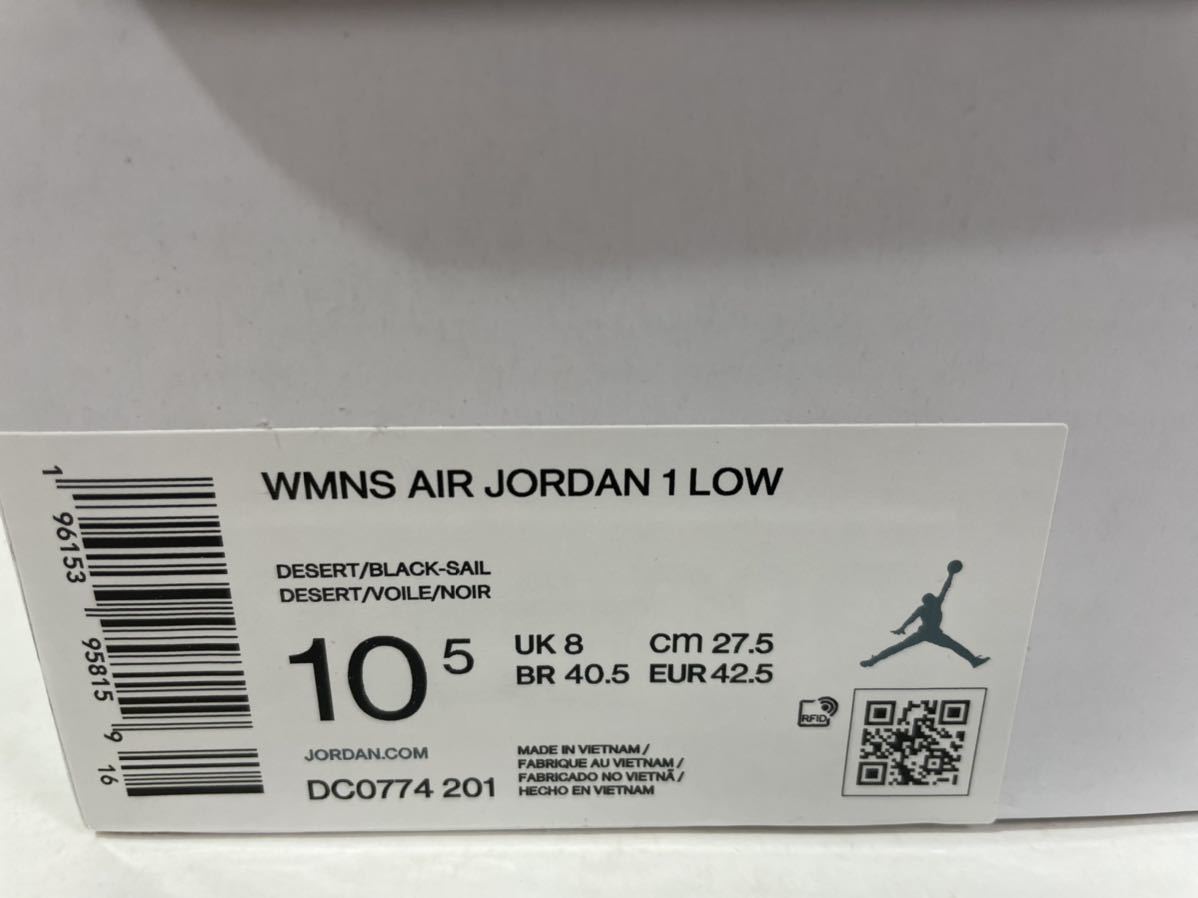 WMNS AIR JORDAN 1 LOW
DESERT/BLACK-SAIL
DESERT/VOILE/NOIR
10 5
UK 8 CM 27.5
BR 40.5 EUR 42.5
JORDAN.COM
DC0774 201
MADE IN VIETNAM /
FABRIQUE AU VIETNAM /
FABRICADO NO VIETNÃ /
HECHO EN VIETNAM
RFID
1 96153 95815 9 16